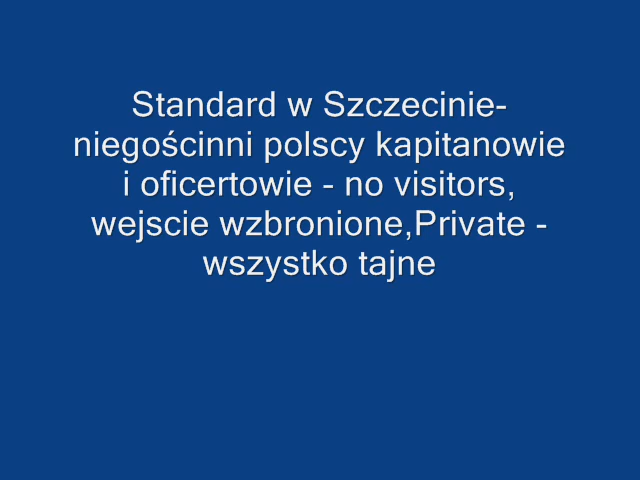 Standard w Szczecinie-
niegościnni polscy kapitanowie
i oficertowie - no visitors,
wejscie wzbronione,Private -
wszystko tajne